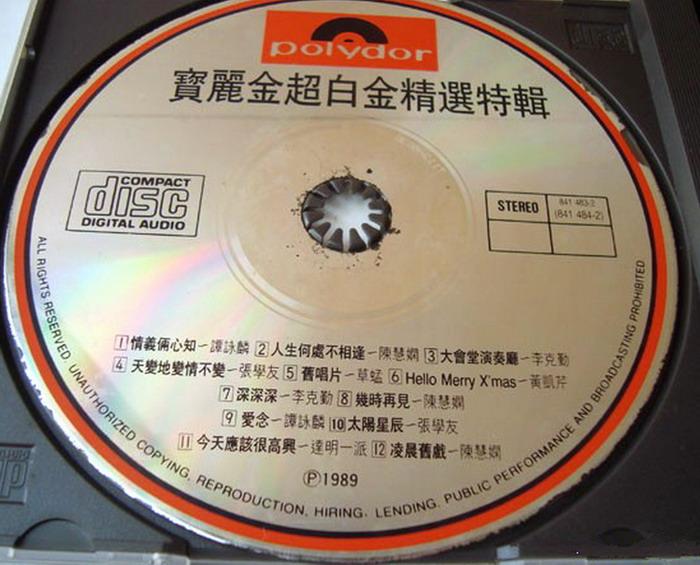 polydor
寶麗金超白金精選特輯
COMPACT
disc
DIGITAL AUDIO
STEREO
841 483-2
(841 484-2)
1 情義倆心知－譚詠麟 2 人生何處不相逢－陳慧嫻 3 大會堂演奏廳－李克勤
4 天變地變情不變－張學友 5 舊唱片－草蜢 6 Hello Merry X'mas－黃凱芹
7 深深深－李克勤 8 幾時再見－陳慧嫻
9 愛念－譚詠麟 10 太陽星辰－張學友
11 今天應該很高興－達明一派 12 凌晨舊戲－陳慧嫻
Ⓟ1989
ALL RIGHTS RESERVED. UNAUTHORIZED COPYING, REPRODUCTION, HIRING, LENDING, PUBLIC PERFORMANCE AND BROADCASTING PROHIBITED